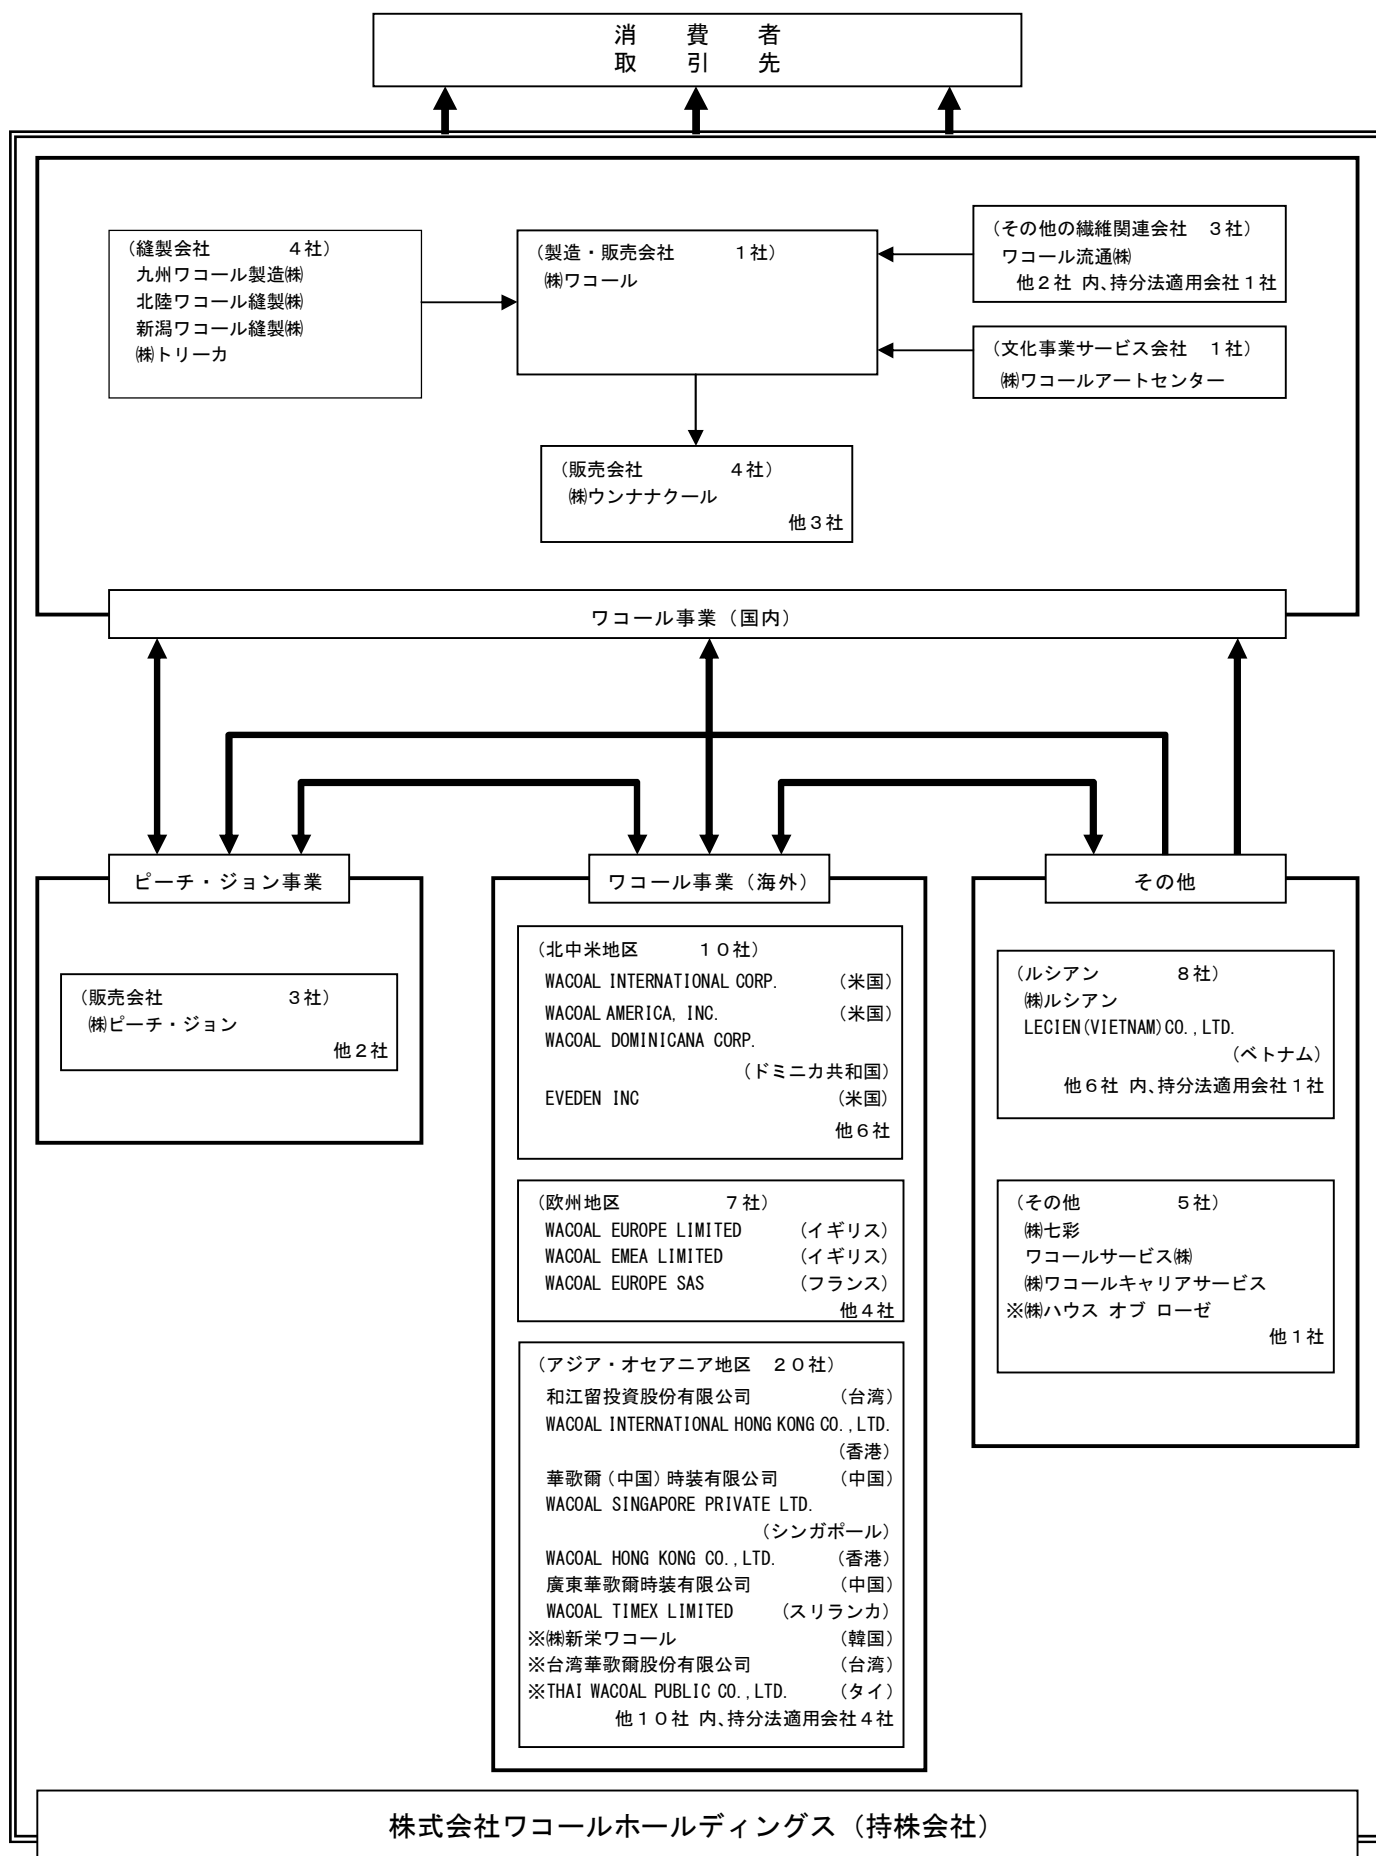 消費者
取引先
(縫製会社 4社)
九州ワコール製造㈱
北陸ワコール縫製㈱
新潟ワコール縫製㈱
㈱トリーカ
(製造・販売会社 1社)
㈱ワコール
(その他の繊維関連会社 3社)
ワコール流通㈱
他2社 内、持分法適用会社1社
(文化事業サービス会社 1社)
㈱ワコールアートセンター
(販売会社 4社)
㈱ウンナナクール
他3社
ワコール事業(国内)
ピーチ・ジョン事業
(販売会社 3社)
㈱ピーチ・ジョン
他2社
ワコール事業(海外)
(北中米地区 10社)
WACOAL INTERNATIONAL CORP. (米国)
WACOAL AMERICA, INC. (米国)
WACOAL DOMINICANA CORP.
(ドミニカ共和国)
EVEDEN INC (米国)
他6社
(欧州地区 7社)
WACOAL EUROPE LIMITED (イギリス)
WACOAL EMEA LIMITED (イギリス)
WACOAL EUROPE SAS (フランス)
他4社
(アジア・オセアニア地区 20社)
和江留投資股份有限公司 (台湾)
WACOAL INTERNATIONAL HONG KONG CO.,LTD.
(香港)
華歌爾(中国)時装有限公司 (中国)
WACOAL SINGAPORE PRIVATE LTD.
(シンガポール)
WACOAL HONG KONG CO.,LTD. (香港)
廣東華歌爾時装有限公司 (中国)
WACOAL TIMEX LIMITED (スリランカ)
※㈱新栄ワコール (韓国)
※台湾華歌爾股份有限公司 (台湾)
※THAI WACOAL PUBLIC CO.,LTD. (タイ)
他10社 内、持分法適用会社4社
その他
(ルシアン 8社)
㈱ルシアン
LECIEN(VIETNAM)CO.,LTD.
(ベトナム)
他6社 内、持分法適用会社1社
(その他 5社)
㈱七彩
ワコールサービス㈱
㈱ワコールキャリアサービス
※㈱ハウス オブ ローゼ
他1社
株式会社ワコールホールディングス(持株会社)